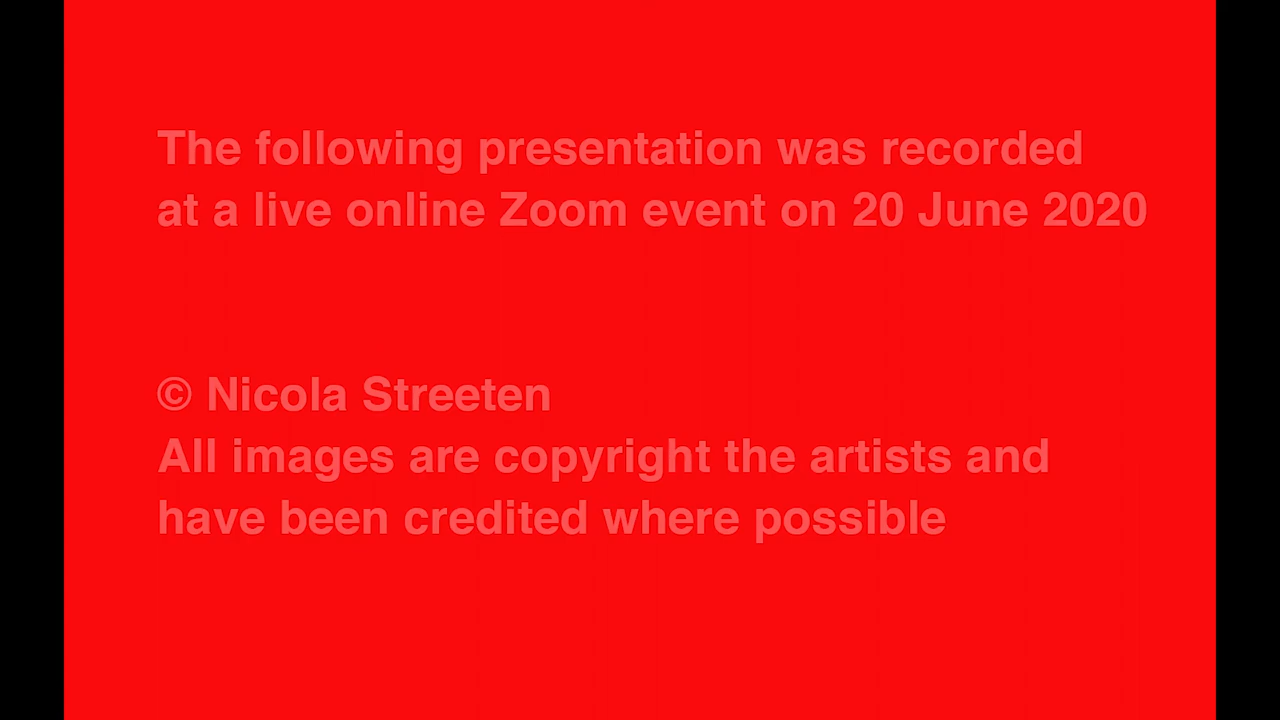 The following presentation was recorded
at a live online Zoom event on 20 June 2020
© Nicola Streeten
All images are copyright the artists and
have been credited where possible